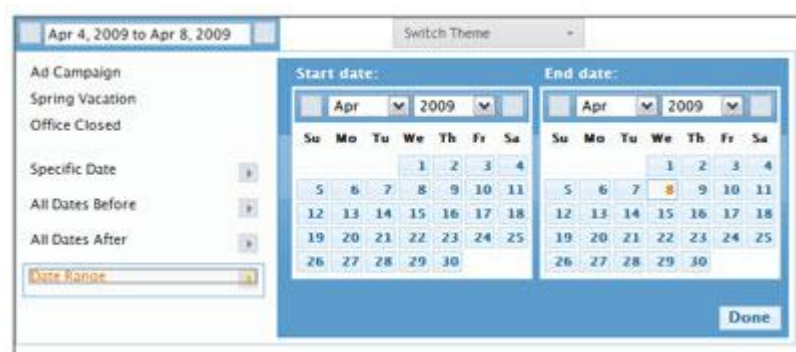 Apr 4, 2009 to Apr 8, 2009
Switch Theme
Ad Campaign
Spring Vacation
Office Closed
Specific Date
All Dates Before
All Dates After
Date Range
Start date:
Apr 2009
Su Mo Tu We Th Fr Sa
1 2 3 4
5 6 7 8 9 10 11
12 13 14 15 16 17 18
19 20 21 22 23 24 25
26 27 28 29 30
End date:
Apr 2009
Su Mo Tu We Th Fr Sa
1 2 3 4
5 6 7 8 9 10 11
12 13 14 15 16 17 18
19 20 21 22 23 24 25
26 27 28 29 30
Done